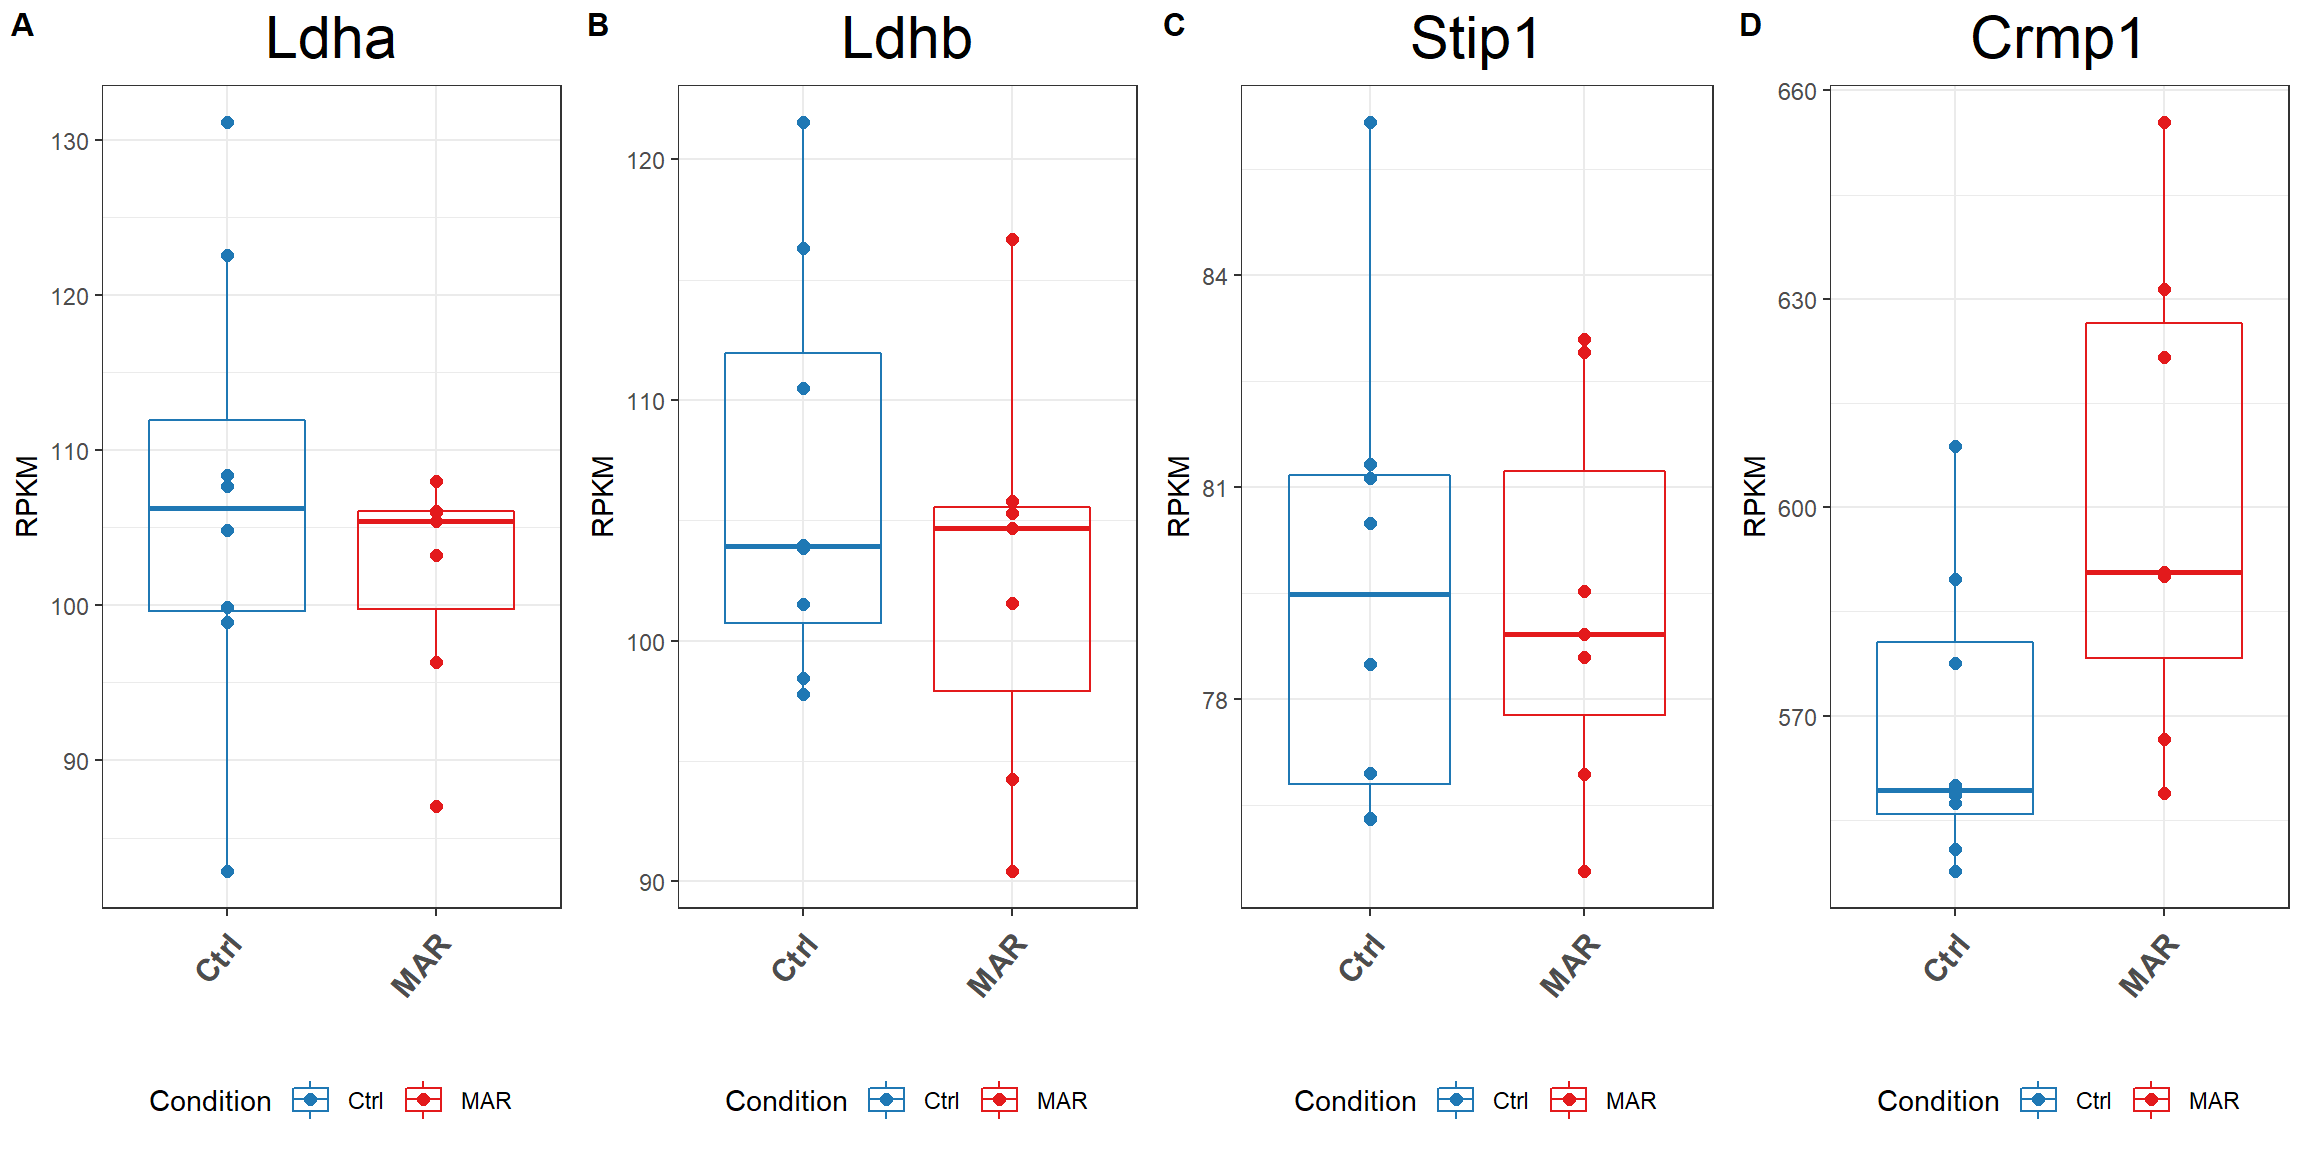 A Ldha
130
120
110
100
90
RPKM
Ctrl MAR
Condition Ctrl MAR
B Ldhb
120
110
100
90
RPKM
Ctrl MAR
Condition Ctrl MAR
C Stip1
84
81
78
RPKM
Ctrl MAR
Condition Ctrl MAR
D Crmp1
660
630
600
570
RPKM
Ctrl MAR
Condition Ctrl MAR